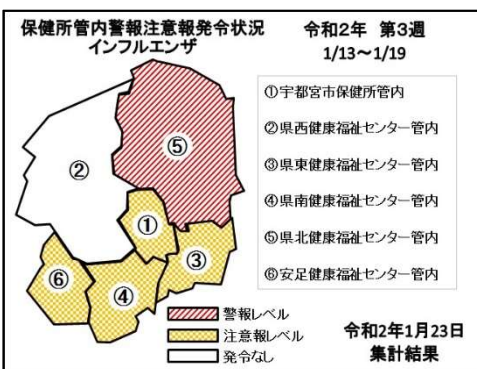 保健所管内警報注意報発令状況
インフルエンザ
令和2年 第3週
1/13～1/19
①宇都宮市保健所管内
②県西健康福祉センター管内
③県東健康福祉センター管内
④県南健康福祉センター管内
⑤県北健康福祉センター管内
⑥安足健康福祉センター管内
⑤
②
①
③
⑥
④
警報レベル
注意報レベル
発令なし
令和2年1月23日
集計結果